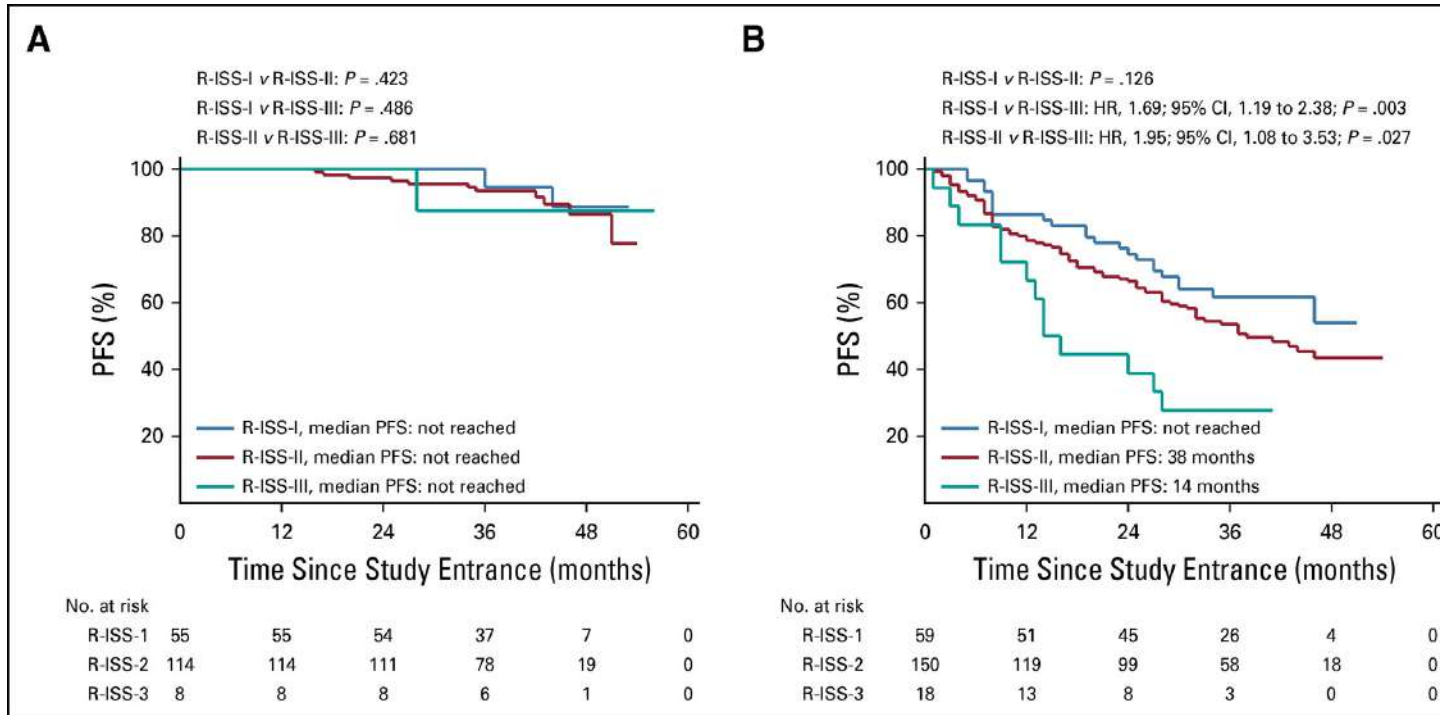 A
R-ISS-I v R-ISS-II: P = .423
R-ISS-I v R-ISS-III: P = .486
R-ISS-II v R-ISS-III: P = .681
100
80
60
40
20
PFS (%)
R-ISS-I, median PFS: not reached
R-ISS-II, median PFS: not reached
R-ISS-III, median PFS: not reached
0 12 24 36 48 60
Time Since Study Entrance (months)
No. at risk
R-ISS-1 55 55 54 37 7 0
R-ISS-2 114 114 111 78 19 0
R-ISS-3 8 8 8 6 1 0
B
R-ISS-I v R-ISS-II: P = .126
R-ISS-I v R-ISS-III: HR, 1.69; 95% CI, 1.19 to 2.38; P = .003
R-ISS-II v R-ISS-III: HR, 1.95; 95% CI, 1.08 to 3.53; P = .027
100
80
60
40
20
PFS (%)
R-ISS-I, median PFS: not reached
R-ISS-II, median PFS: 38 months
R-ISS-III, median PFS: 14 months
0 12 24 36 48 60
Time Since Study Entrance (months)
No. at risk
R-ISS-1 59 51 45 26 4 0
R-ISS-2 150 119 99 58 18 0
R-ISS-3 18 13 8 3 0 0